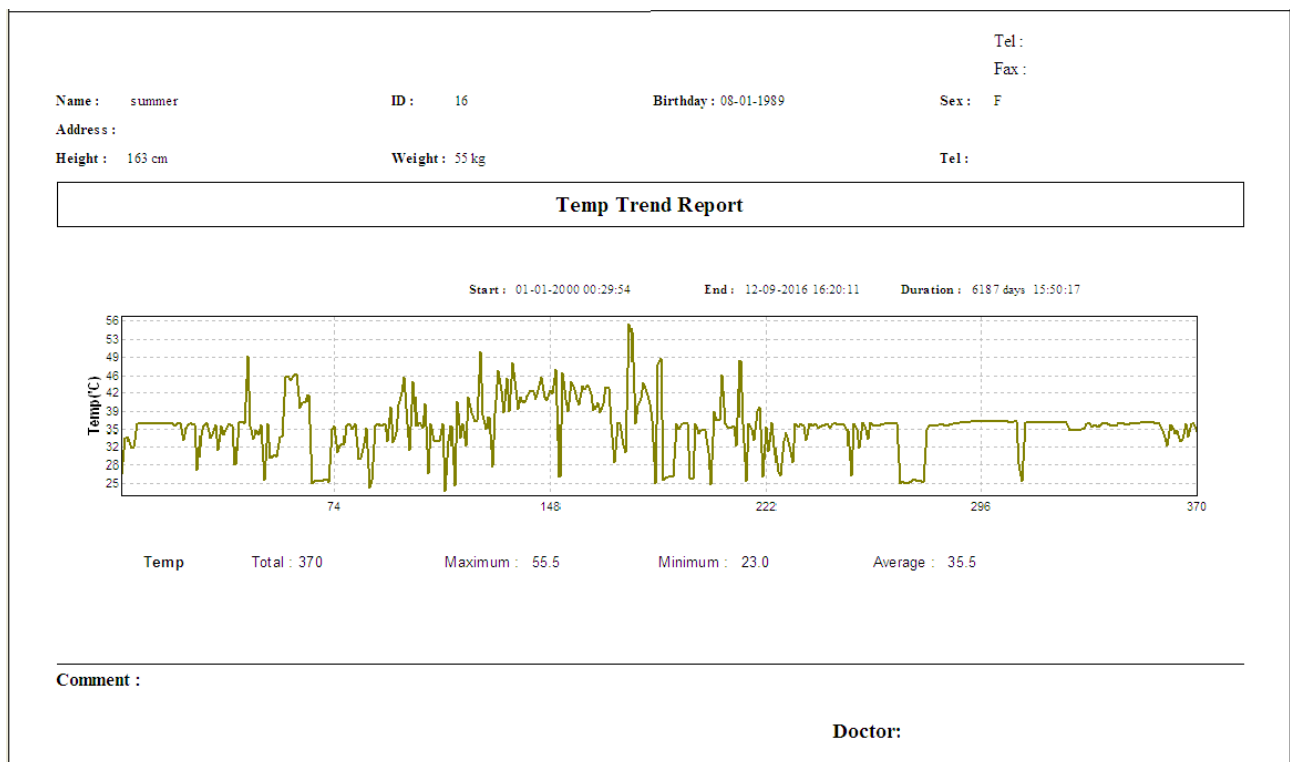 Tel :
Fax :
Name : summer ID : 16 Birthday : 08-01-1989 Sex : F
Address :
Height : 163 cm Weight : 55 kg Tel :
Temp Trend Report
Start : 01-01-2000 00:29:54 End : 12-09-2016 16:20:11 Duration : 6187 days 15:50:17
Temp(°C)
56
53
49
46
42
39
35
32
28
25
74 148 222 296 370
Temp Total : 370 Maximum : 55.5 Minimum : 23.0 Average : 35.5
Comment :
Doctor: